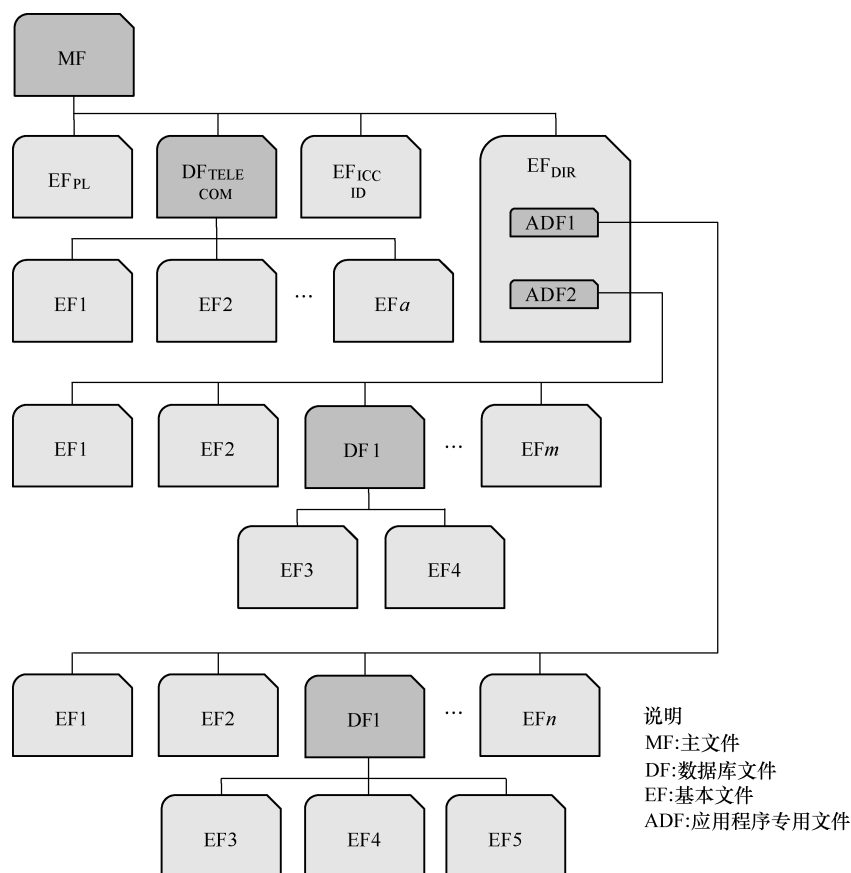 MF
EFPL
DFTELE
COM
EFICC
ID
EFDIR
ADF1
ADF2
EF1
EF2
…
EFa
EF1
EF2
DF1
…
EFm
EF3
EF4
EF1
EF2
DF1
…
EFn
EF3
EF4
EF5
说明
MF:主文件
DF:数据库文件
EF:基本文件
ADF:应用程序专用文件